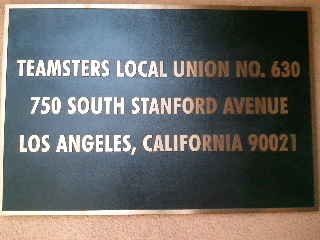 TEAMSTERS LOCAL UNION NO. 630
750 SOUTH STANFORD AVENUE
LOS ANGELES, CALIFORNIA 90021